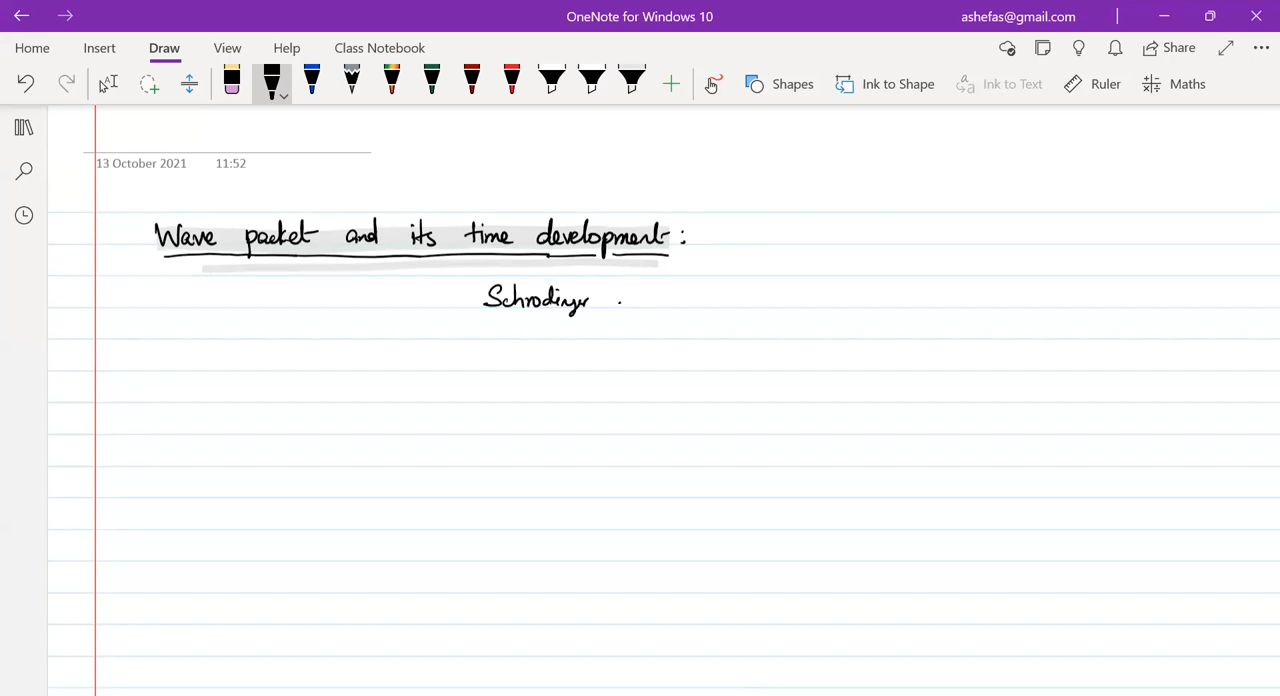 OneNote for Windows 10
ashefas@gmail.com
Home Insert Draw View Help Class Notebook Share
Shapes Ink to Shape Ink to Text Ruler Maths
13 October 2021 11:52
Wave packet and its time development :
Schrodinger .